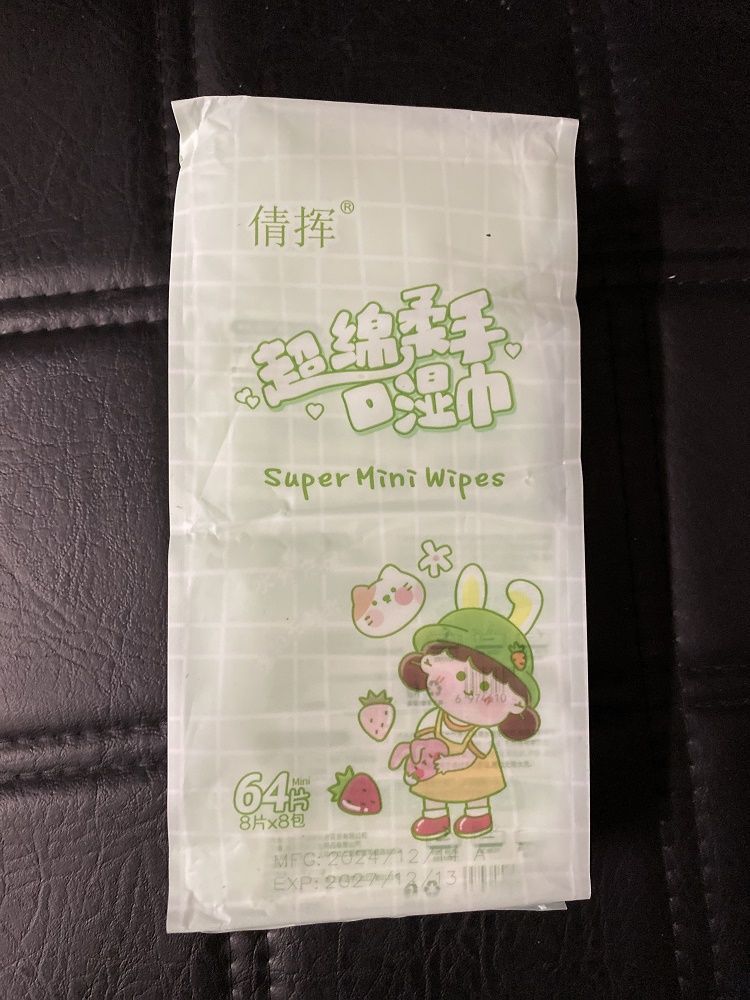 倩挥®
超绵柔手
口湿巾
Super Mini Wipes
64片 Mini
8片x8包
MFG: 2024/12/14 A
EXP: 2027/12/13